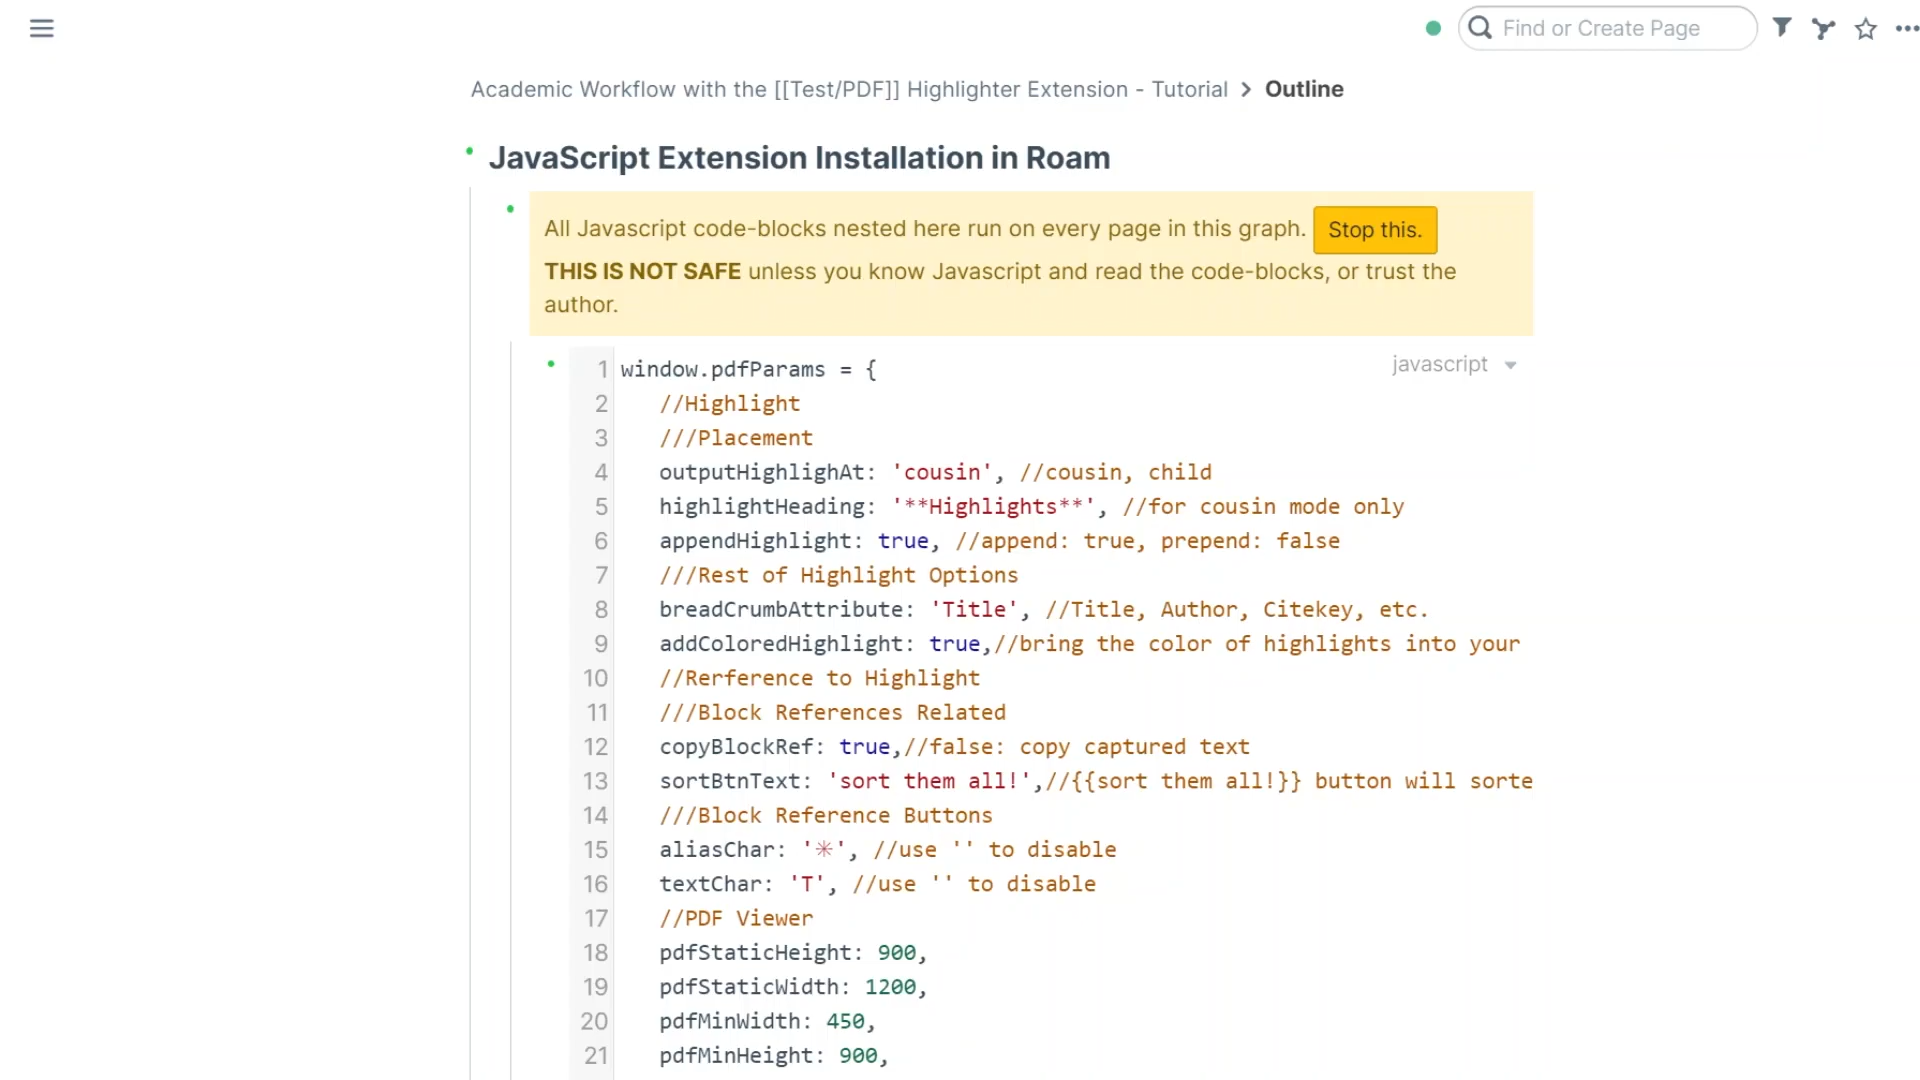 Find or Create Page
Academic Workflow with the [[Test/PDF]] Highlighter Extension - Tutorial > Outline
JavaScript Extension Installation in Roam
All Javascript code-blocks nested here run on every page in this graph. Stop this.
THIS IS NOT SAFE unless you know Javascript and read the code-blocks, or trust the
author.
javascript
1 window.pdfParams = {
2 //Highlight
3 ///Placement
4 outputHighlighAt: 'cousin', //cousin, child
5 highlightHeading: '**Highlights**', //for cousin mode only
6 appendHighlight: true, //append: true, prepend: false
7 ///Rest of Highlight Options
8 breadCrumbAttribute: 'Title', //Title, Author, Citekey, etc.
9 addColoredHighlight: true,//bring the color of highlights into your
10 //Rerference to Highlight
11 ///Block References Related
12 copyBlockRef: true,//false: copy captured text
13 sortBtnText: 'sort them all!',//{{sort them all!}} button will sorte
14 ///Block Reference Buttons
15 aliasChar: '✳', //use '' to disable
16 textChar: 'T', //use '' to disable
17 //PDF Viewer
18 pdfStaticHeight: 900,
19 pdfStaticWidth: 1200,
20 pdfMinWidth: 450,
21 pdfMinHeight: 900,